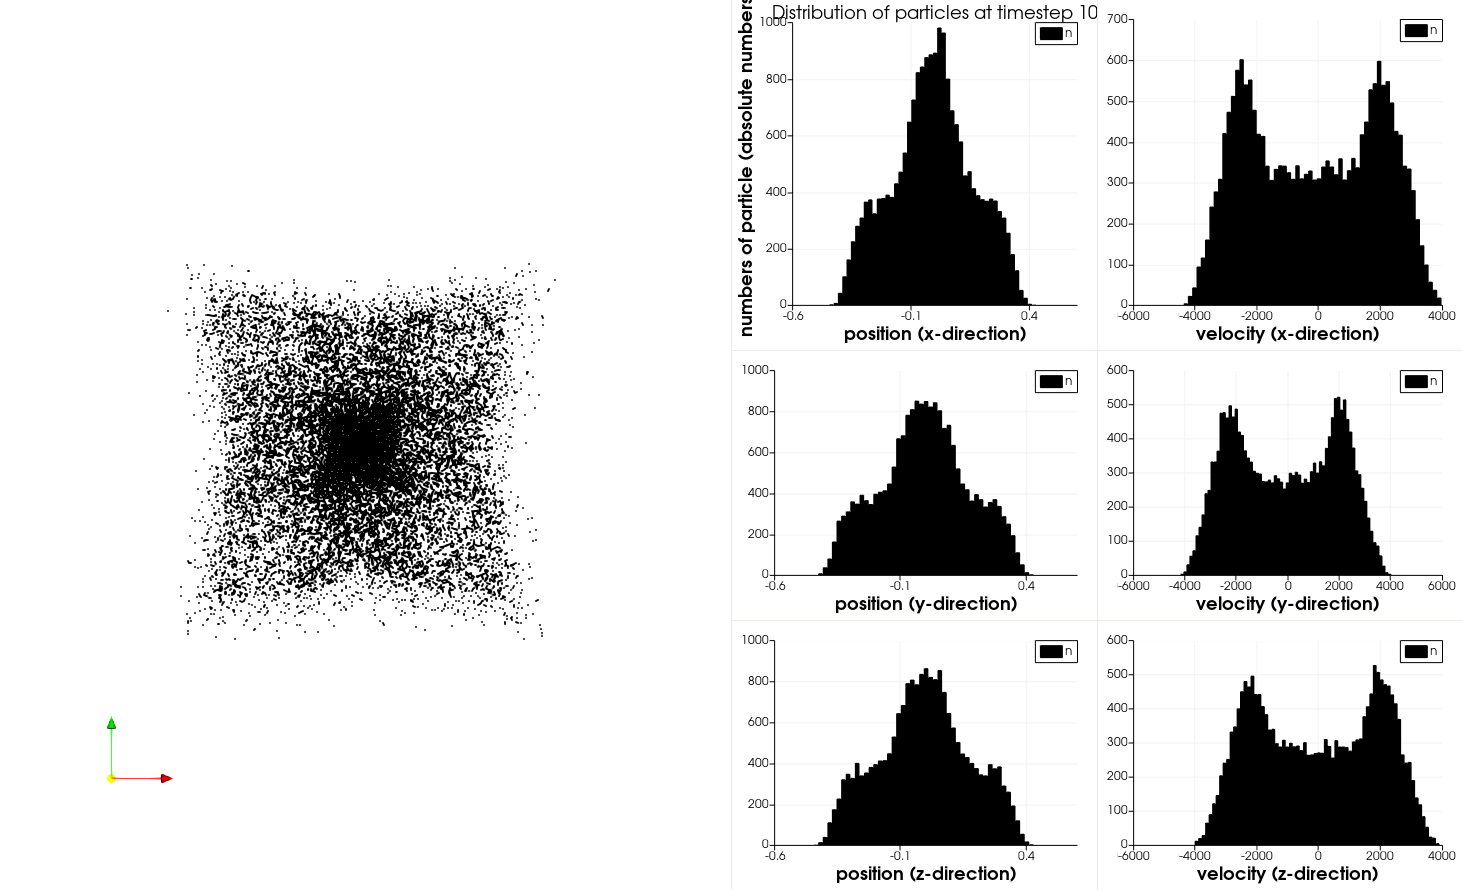 Distribution of particles at timestep 10
numbers of particle (absolute numbers
1000
800
600
400
200
0
-0.6 -0.1 0.4
position (x-direction)
n
700
600
500
400
300
200
100
0
-6000 -4000 -2000 0 2000 4000
velocity (x-direction)
n
1000
800
600
400
200
0
-0.6 -0.1 0.4
position (y-direction)
n
600
500
400
300
200
100
0
-6000 -4000 -2000 0 2000 4000 6000
velocity (y-direction)
n
1000
800
600
400
200
0
-0.6 -0.1 0.4
position (z-direction)
n
600
500
400
300
200
100
0
-6000 -4000 -2000 0 2000 4000
velocity (z-direction)
n